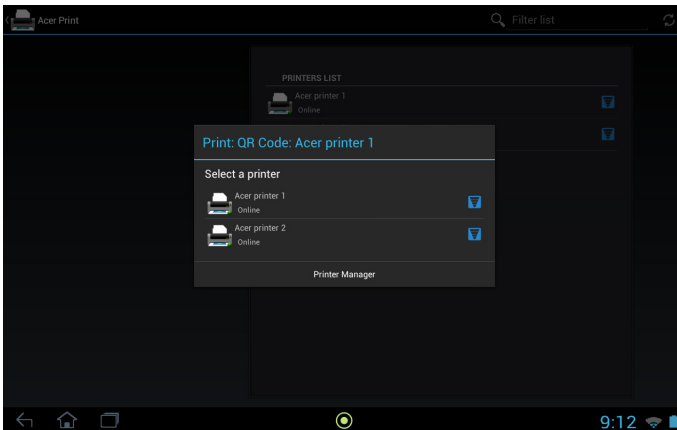 Acer Print
Filter list
PRINTERS LIST
Acer printer 1
Online
Print: QR Code: Acer printer 1
Select a printer
Acer printer 1
Online
Acer printer 2
Online
Printer Manager
9:12